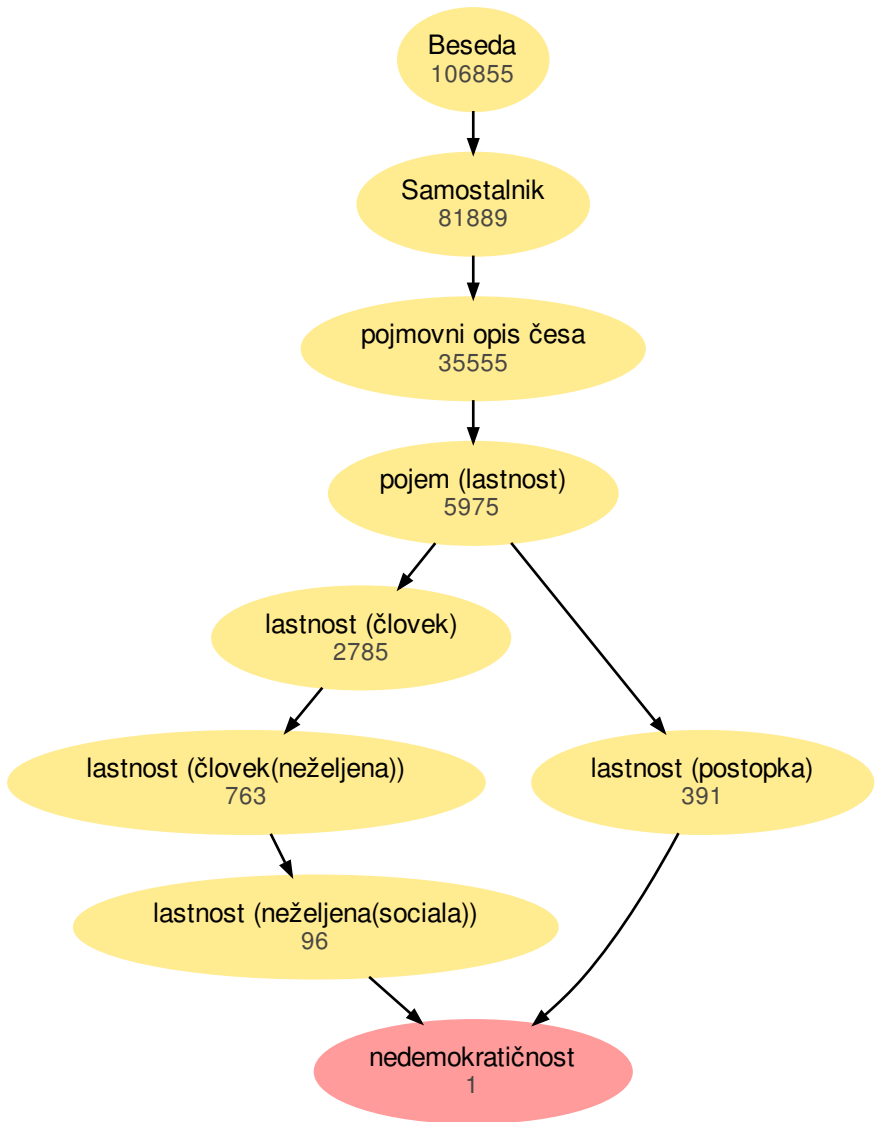 Beseda
106855
Samostalnik
81889
pojmovni opis česa
35555
pojem (lastnost)
5975
lastnost (človek)
2785
lastnost (človek(neželjena))
763
lastnost (postopka)
391
lastnost (neželjena(sociala))
96
nedemokratičnost
1